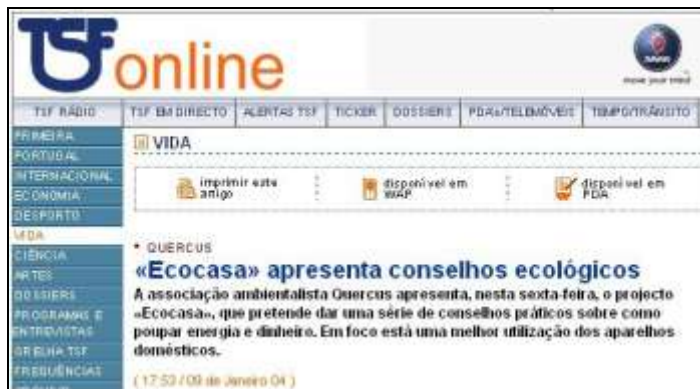 TSF online
move your mind
TSF RÁDIO
TSF EM DIRECTO
ALERTAS TSF
TICKER
DOSSIERS
PDAs/TELEMÓVEIS
TEMPO/TRÂNSITO
PRIMEIRA
PORTUGAL
INTERNACIONAL
ECONOMIA
DESPORTO
VIDA
CIÊNCIA
ARTES
DOSSIERS
PROGRAMAS E
ENTREVISTAS
GRELHA TSF
FREQUÊNCIAS
VIDA
imprimir este
artigo
disponível em
WAP
disponível em
PDA
• QUERCUS
«Ecocasa» apresenta conselhos ecológicos
A associação ambientalista Quercus apresenta, nesta sexta-feira, o projecto
«Ecocasa», que pretende dar uma série de conselhos práticos sobre como
poupar energia e dinheiro. Em foco está uma melhor utilização dos aparelhos
domésticos.
( 17:53 / 09 de Janeiro 04 )